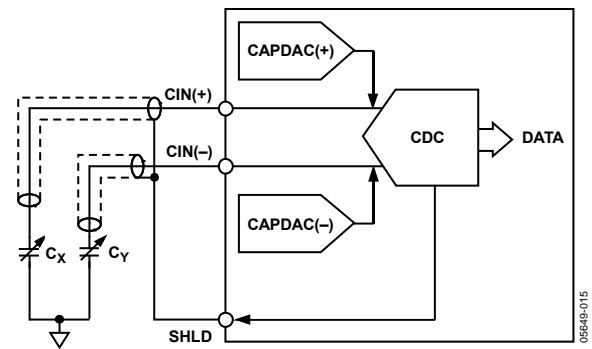 CAPDAC(+)
CIN(+)
CDC
DATA
CIN(–)
CAPDAC(–)
CX
CY
SHLD
05649-015